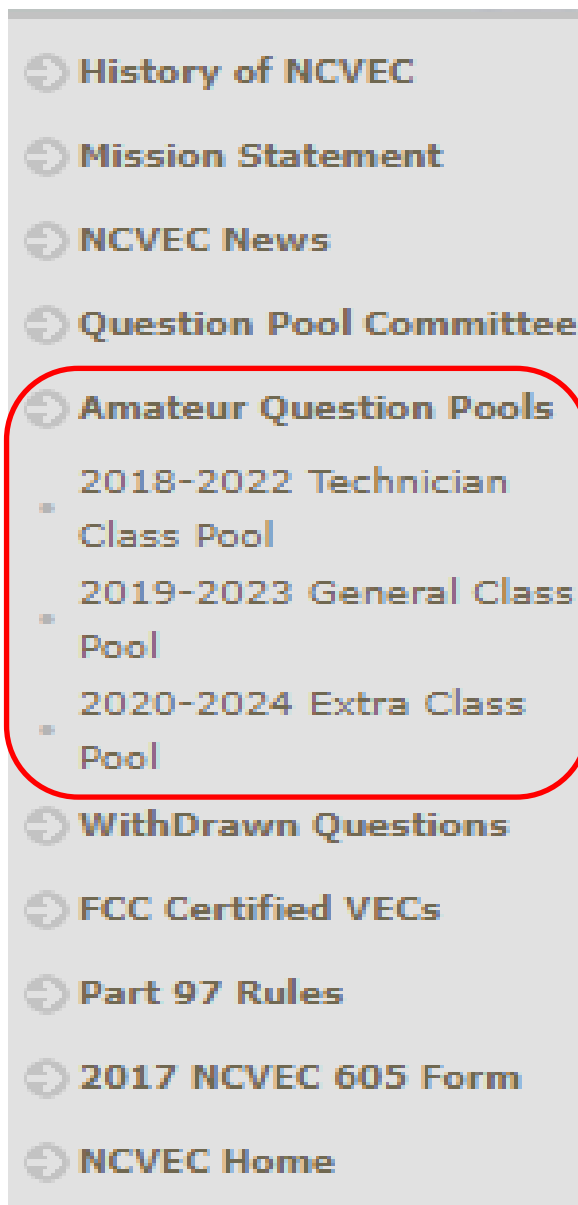 History of NCVEC
Mission Statement
NCVEC News
Question Pool Committee
Amateur Question Pools
2018-2022 Technician
Class Pool
2019-2023 General Class
Pool
2020-2024 Extra Class
Pool
WithDrawn Questions
FCC Certified VECs
Part 97 Rules
2017 NCVEC 605 Form
NCVEC Home